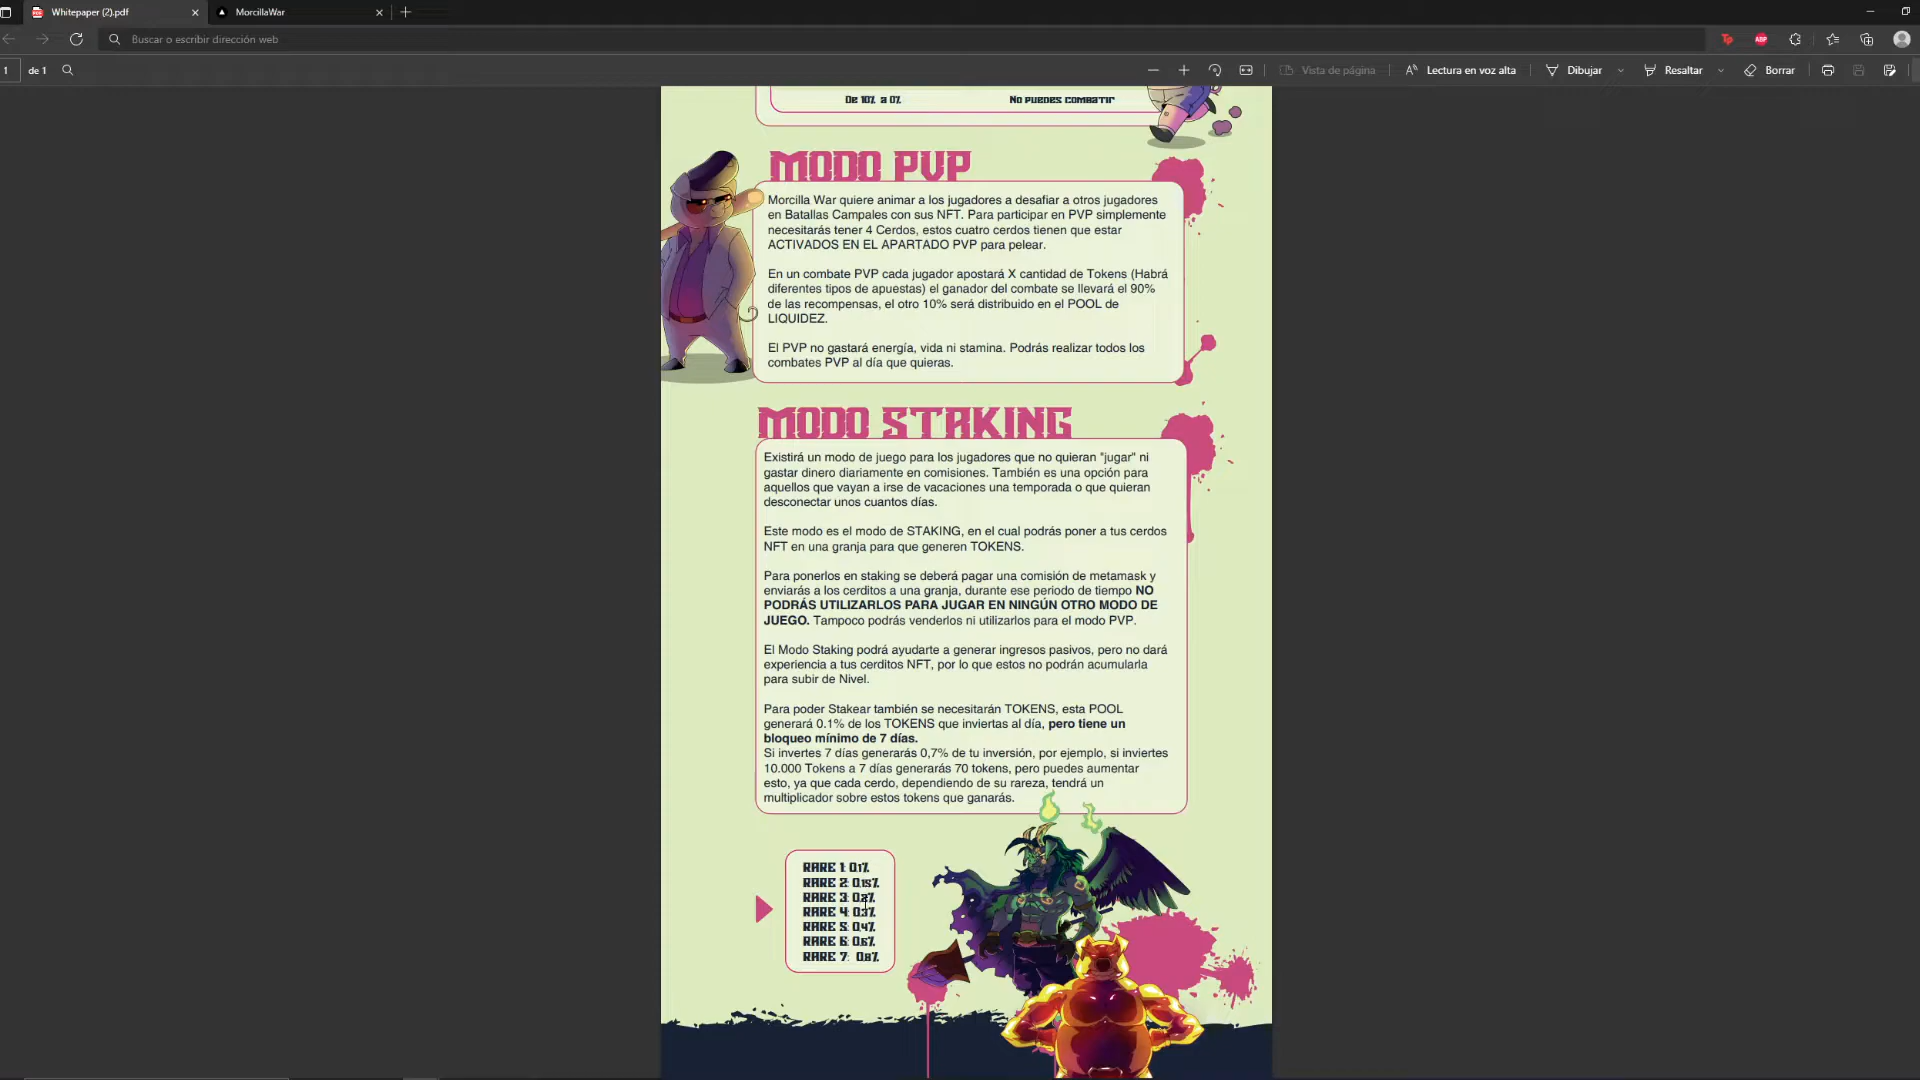 Whitepaper (2).pdf
MorcillaWar
Buscar o escribir dirección web
1 de 1
Vista de página
Lectura en voz alta
Dibujar
Resaltar
Borrar
De 10% a 0% No puedes combatir
MODO PVP
Morcilla War quiere animar a los jugadores a desafiar a otros jugadores
en Batallas Campales con sus NFT. Para participar en PVP simplemente
necesitarás tener 4 Cerdos, estos cuatro cerdos tienen que estar
ACTIVADOS EN EL APARTADO PVP para pelear.
En un combate PVP cada jugador apostará X cantidad de Tokens (Habrá
diferentes tipos de apuestas) el ganador del combate se llevará el 90%
de las recompensas, el otro 10% será distribuido en el POOL de
LIQUIDEZ.
El PVP no gastará energía, vida ni stamina. Podrás realizar todos los
combates PVP al día que quieras.
MODO STAKING
Existirá un modo de juego para los jugadores que no quieran "jugar" ni
gastar dinero diariamente en comisiones. También es una opción para
aquellos que vayan a irse de vacaciones una temporada o que quieran
desconectar unos cuantos días.
Este modo es el modo de STAKING, en el cual podrás poner a tus cerdos
NFT en una granja para que generen TOKENS.
Para ponerlos en staking se deberá pagar una comisión de metamask y
enviarás a los cerditos a una granja, durante ese periodo de tiempo NO
PODRÁS UTILIZARLOS PARA JUGAR EN NINGÚN OTRO MODO DE
JUEGO. Tampoco podrás venderlos ni utilizarlos para el modo PVP.
El Modo Staking podrá ayudarte a generar ingresos pasivos, pero no dará
experiencia a tus cerditos NFT, por lo que estos no podrán acumularla
para subir de Nivel.
Para poder Stakear también se necesitarán TOKENS, esta POOL
generará 0.1% de los TOKENS que inviertas al día, pero tiene un
bloqueo mínimo de 7 días.
Si inviertes 7 días generarás 0,7% de tu inversión, por ejemplo, si inviertes
10.000 Tokens a 7 días generarás 70 tokens, pero puedes aumentar
esto, ya que cada cerdo, dependiendo de su rareza, tendrá un
multiplicador sobre estos tokens que ganarás.
RARE 1: 0.1%
RARE 2: 0.15%
RARE 3: 0.2%
RARE 4: 0.3%
RARE 5: 0.4%
RARE 6: 0.6%
RARE 7: 0.8%